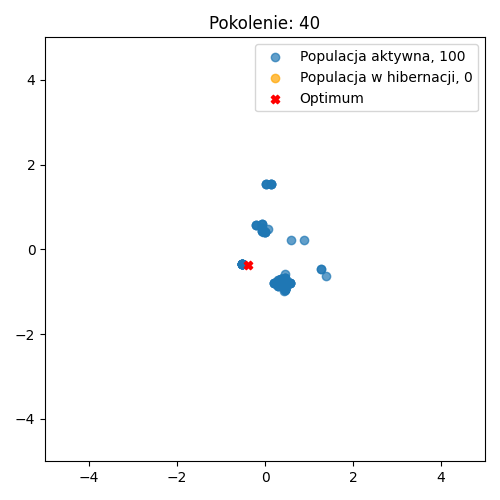 Pokolenie: 40
Populacja aktywna, 100
Populacja w hibernacji, 0
Optimum
4
2
0
−2
−4
−4 −2 0 2 4